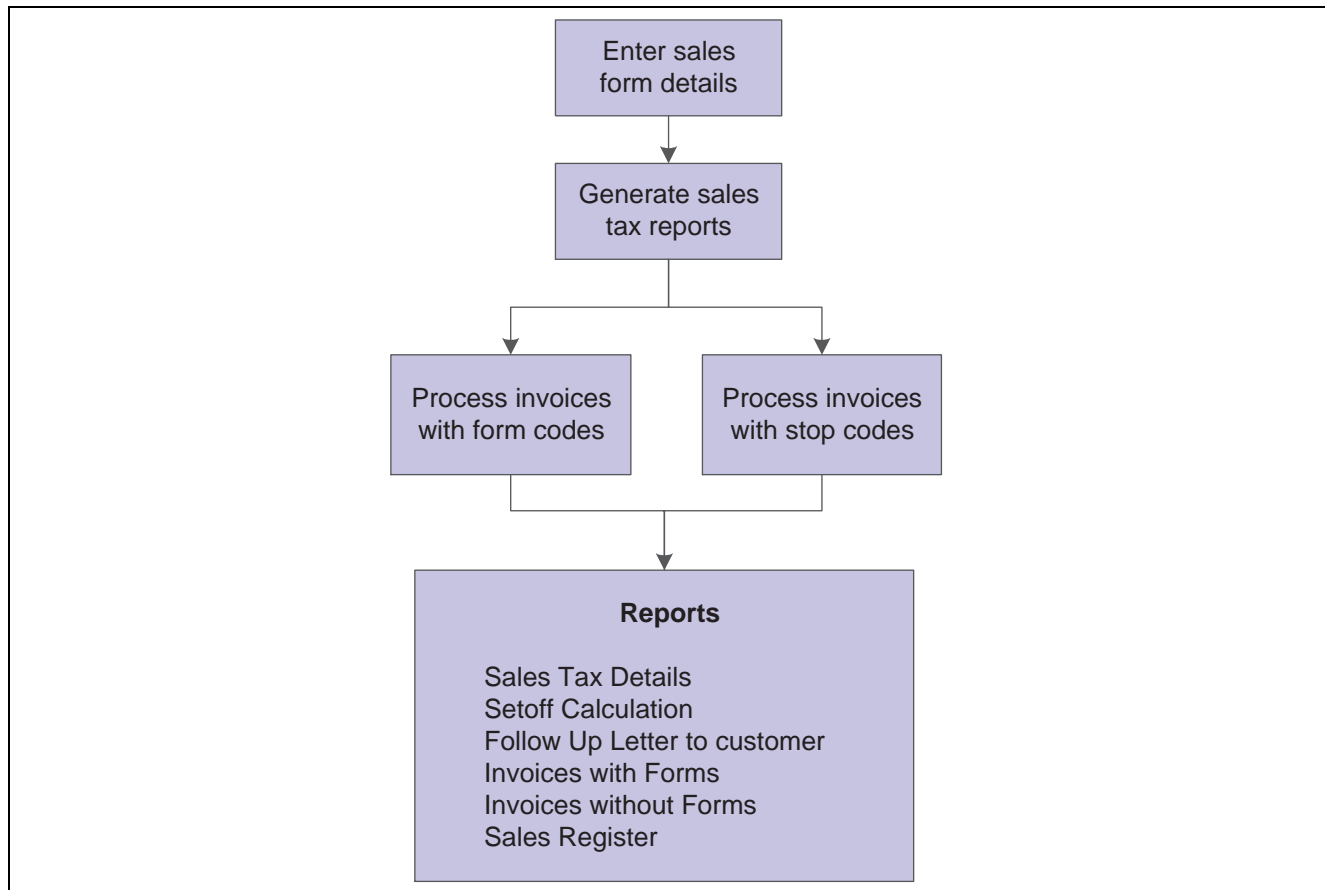 Enter sales
form details
Generate sales
tax reports
Process invoices
with form codes
Process invoices
with stop codes
Reports
Sales Tax Details
Setoff Calculation
Follow Up Letter to customer
Invoices with Forms
Invoices without Forms
Sales Register